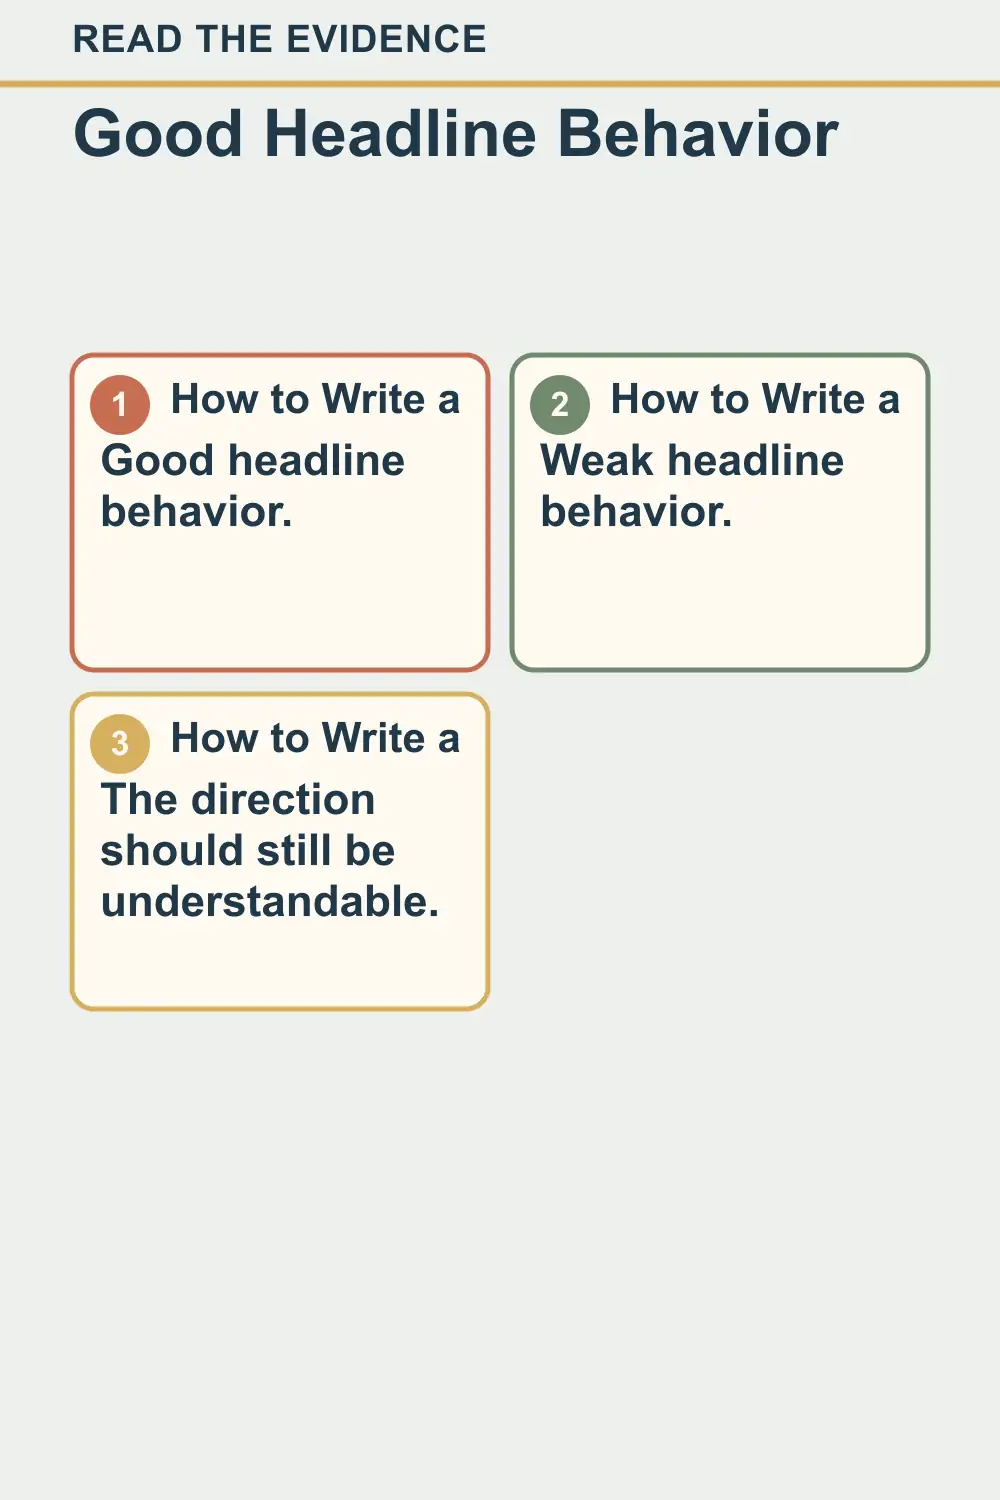 READ THE EVIDENCE
Good Headline Behavior
1 How to Write a
Good headline
behavior.
2 How to Write a
Weak headline
behavior.
3 How to Write a
The direction
should still be
understandable.